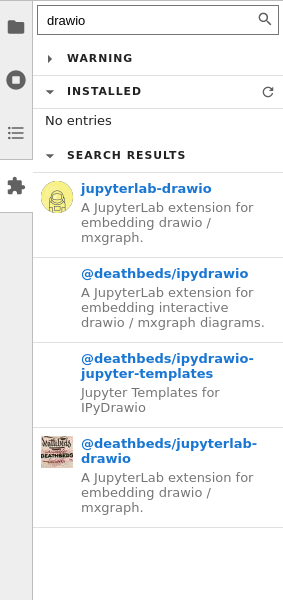 drawio
WARNING
INSTALLED
No entries
SEARCH RESULTS
jupyterlab-drawio
A JupyterLab extension for
embedding drawio /
mxgraph.
@deathbeds/ipydrawio
A JupyterLab extension for
embedding interactive
drawio / mxgraph diagrams.
@deathbeds/ipydrawio-
jupyter-templates
Jupyter Templates for
IPyDrawio
@deathbeds/jupyterlab-
drawio
DEATHBEDS
A JupyterLab extension for
embedding drawio /
mxgraph.